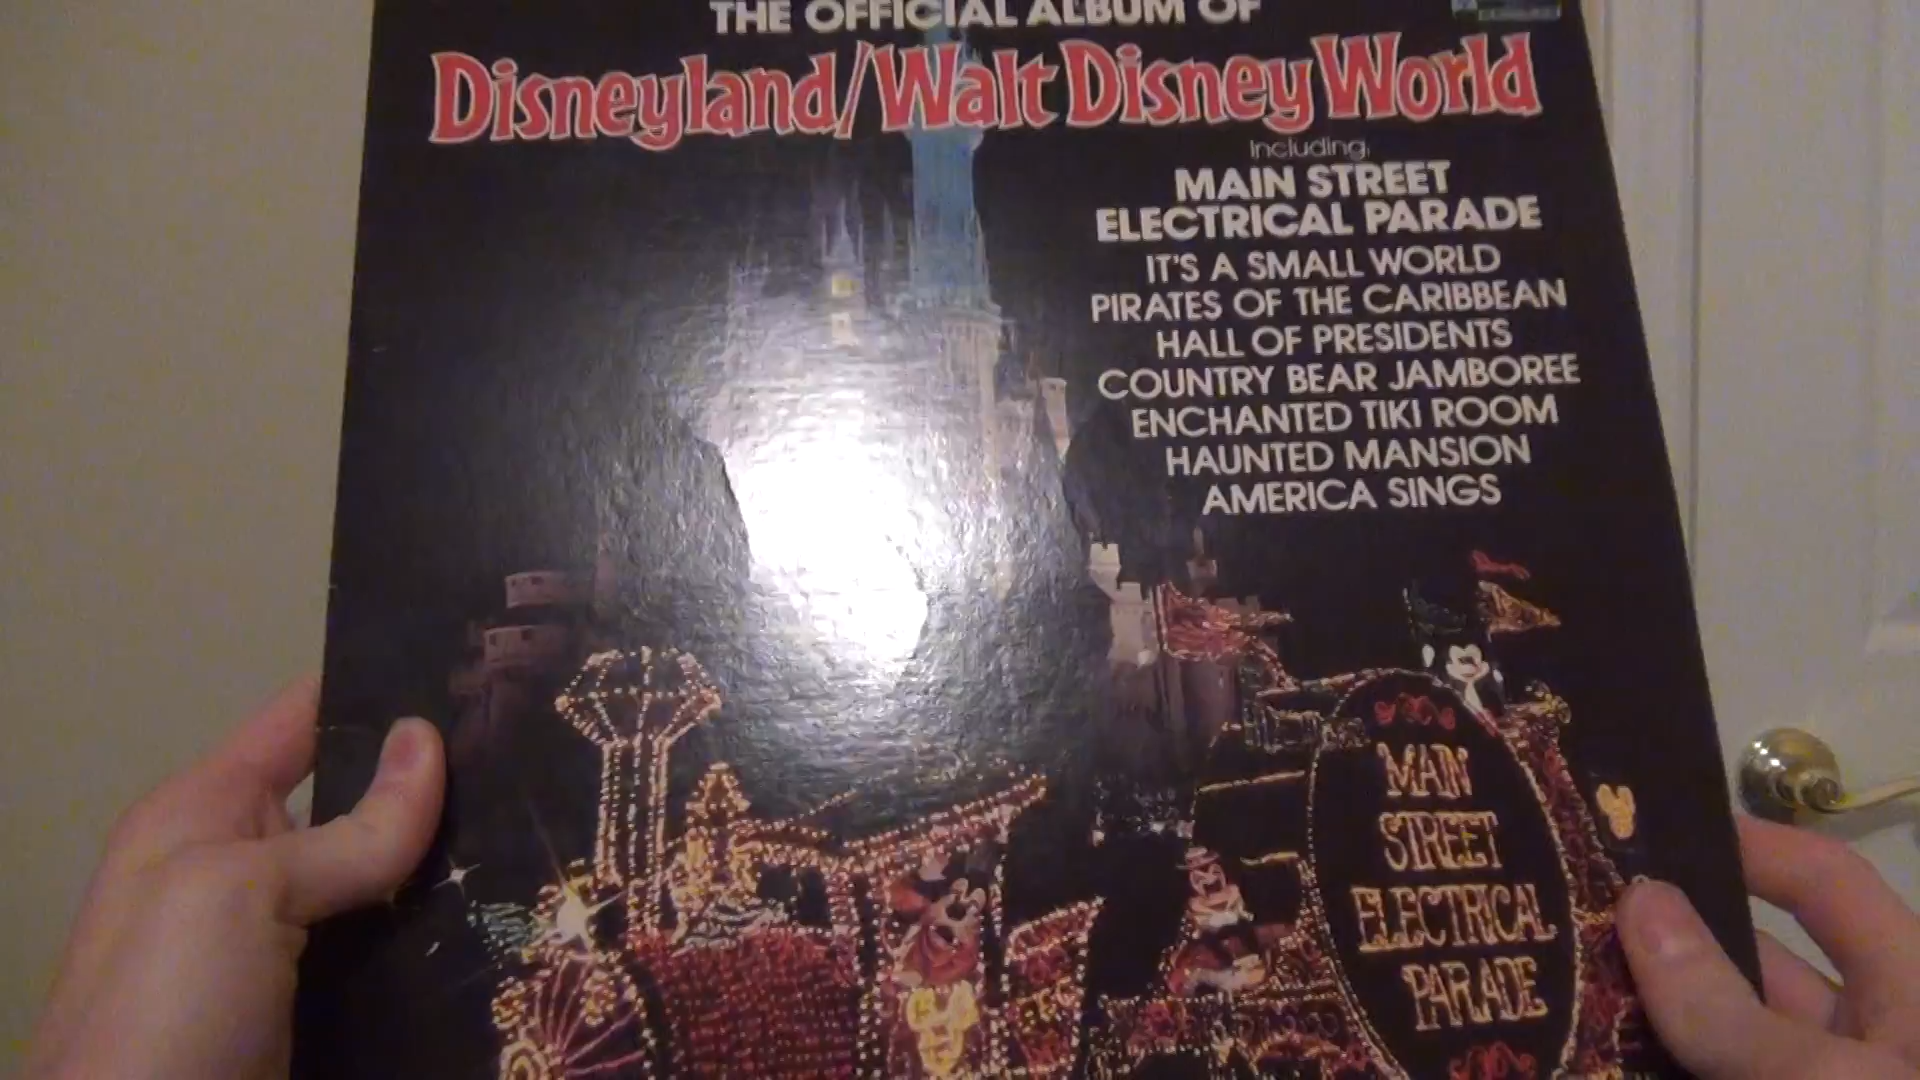 THE OFFICIAL ALBUM OF
Disneyland/Walt Disney World
Including:
MAIN STREET
ELECTRICAL PARADE
IT'S A SMALL WORLD
PIRATES OF THE CARIBBEAN
HALL OF PRESIDENTS
COUNTRY BEAR JAMBOREE
ENCHANTED TIKI ROOM
HAUNTED MANSION
AMERICA SINGS
MAIN
STREET
ELECTRICAL
PARADE